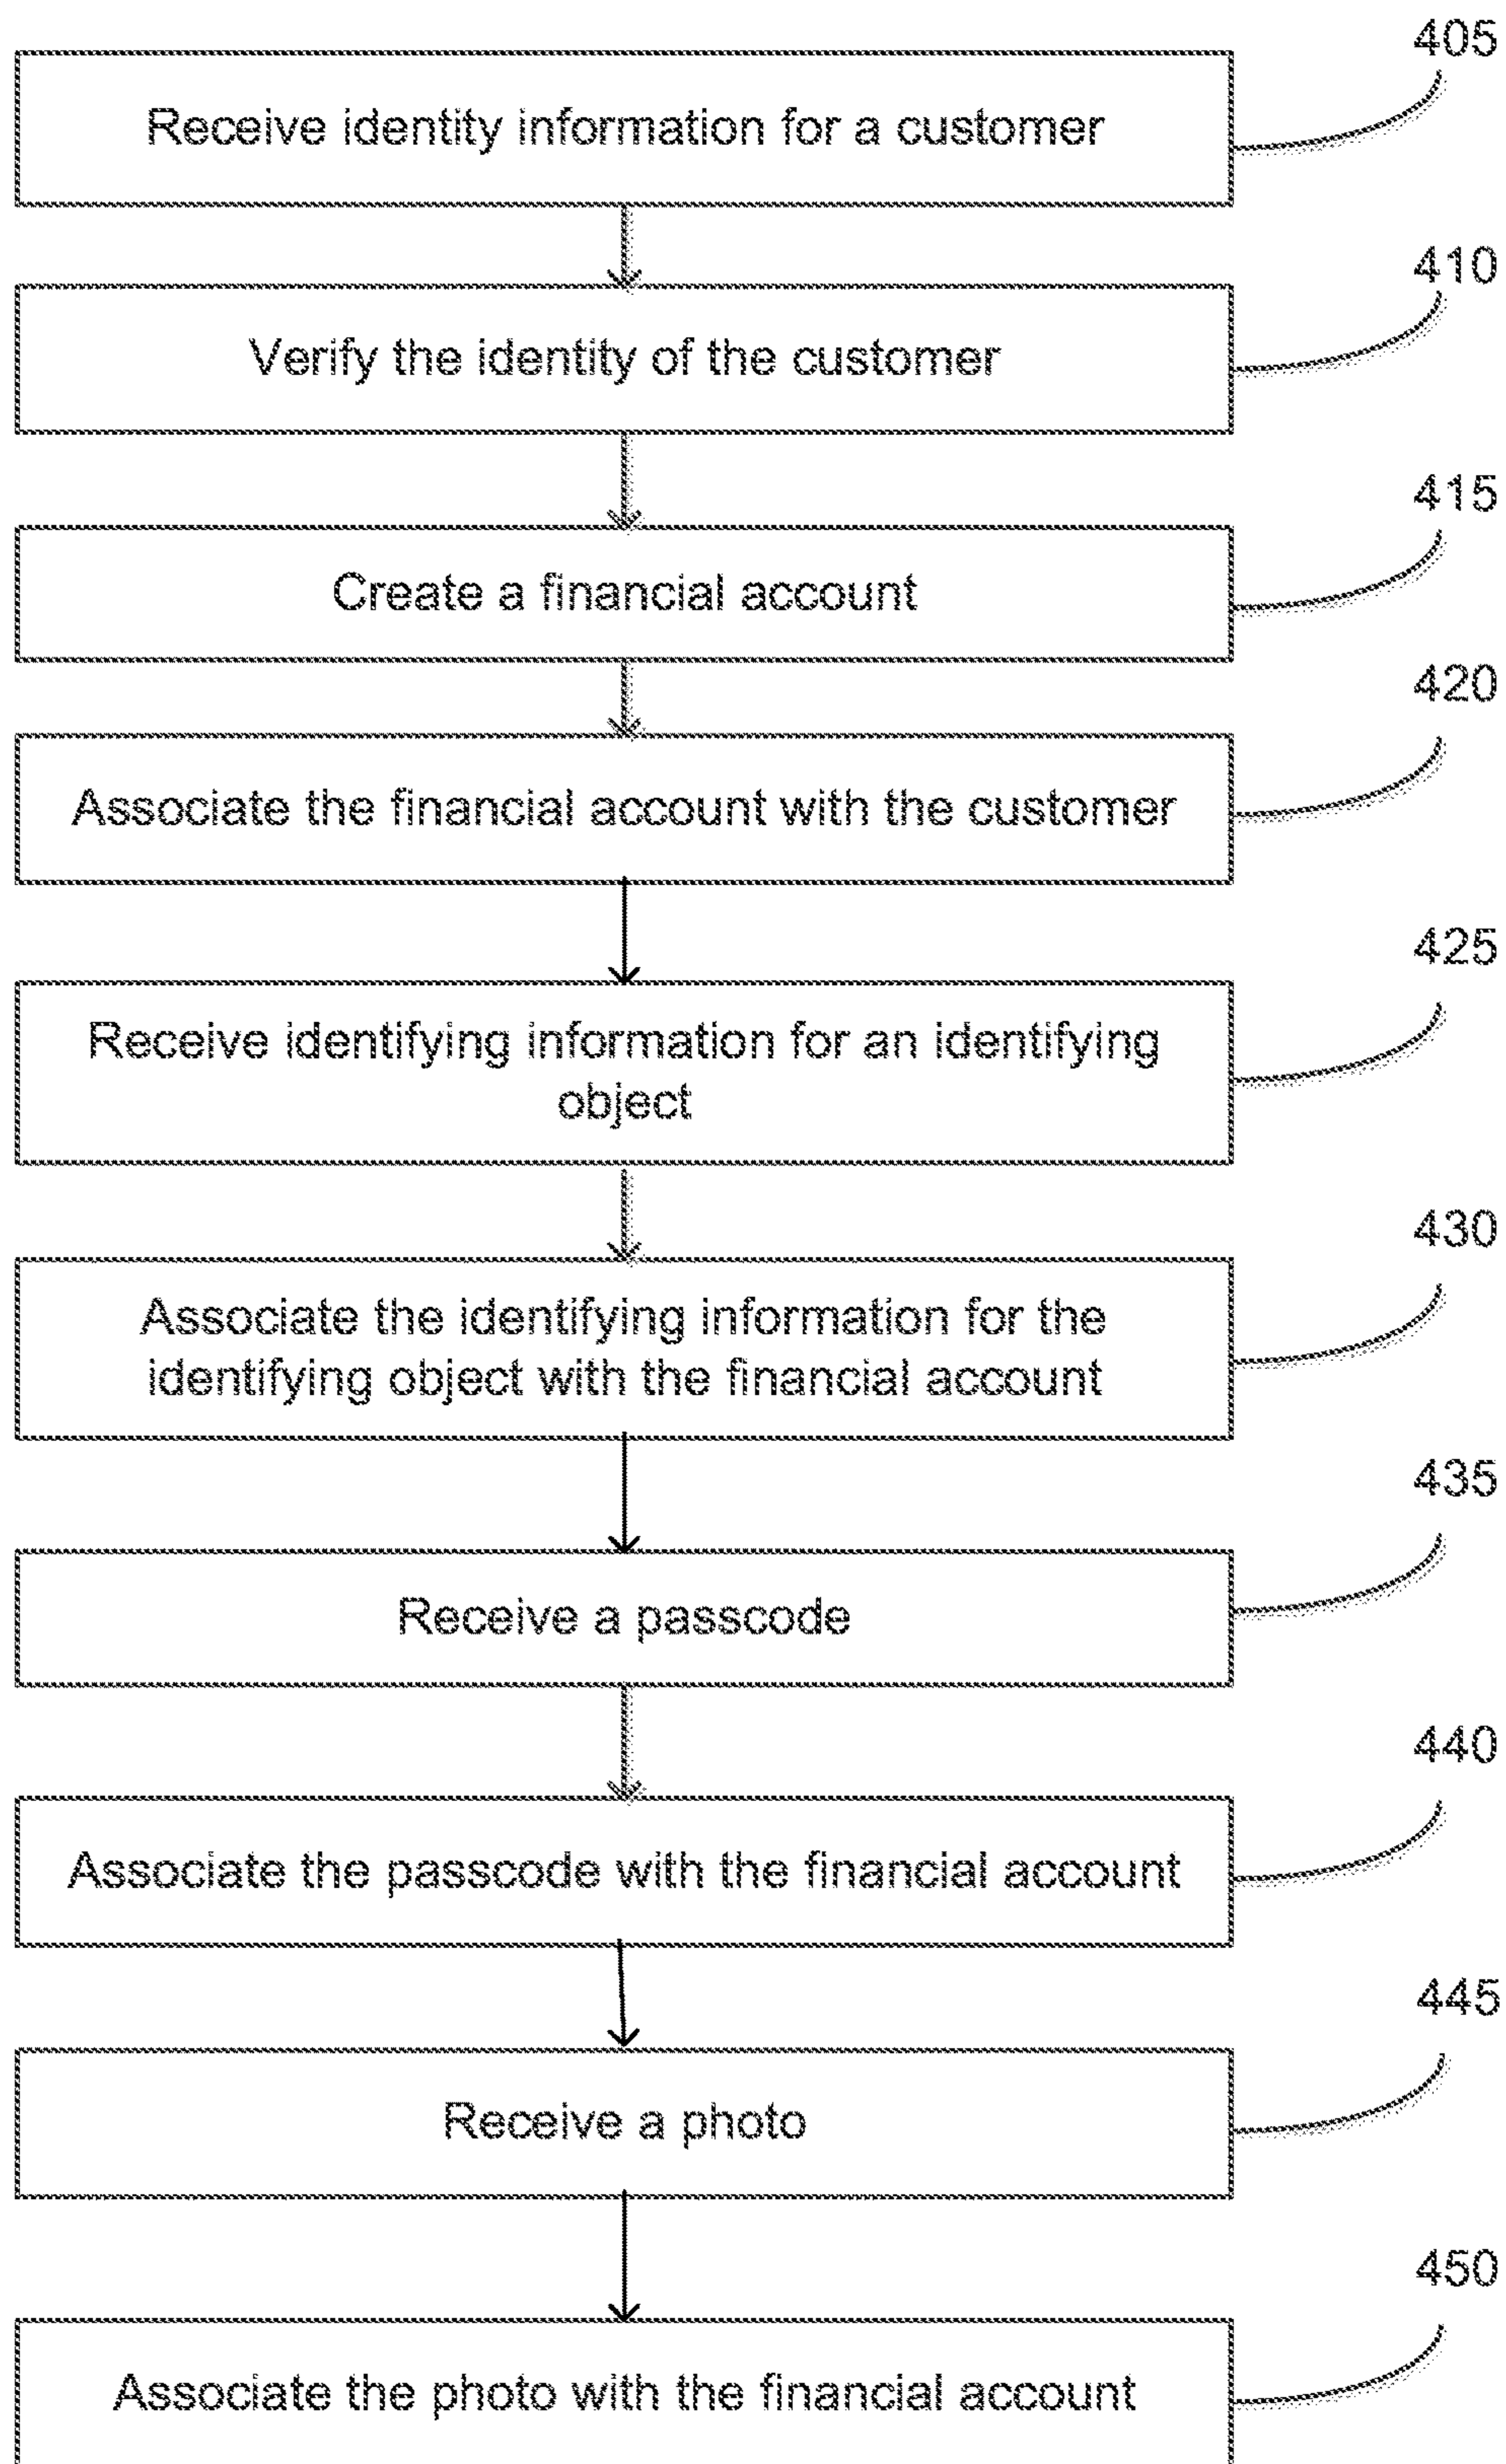 405
Receive identity information for a customer
410
Verify the identity of the customer
415
Create a financial account
420
Associate the financial account with the customer
425
Receive identifying information for an identifying
object
430
Associate the identifying information for the
identifying object with the financial account
435
Receive a passcode
440
Associate the passcode with the financial account
445
Receive a photo
450
Associate the photo with the financial account